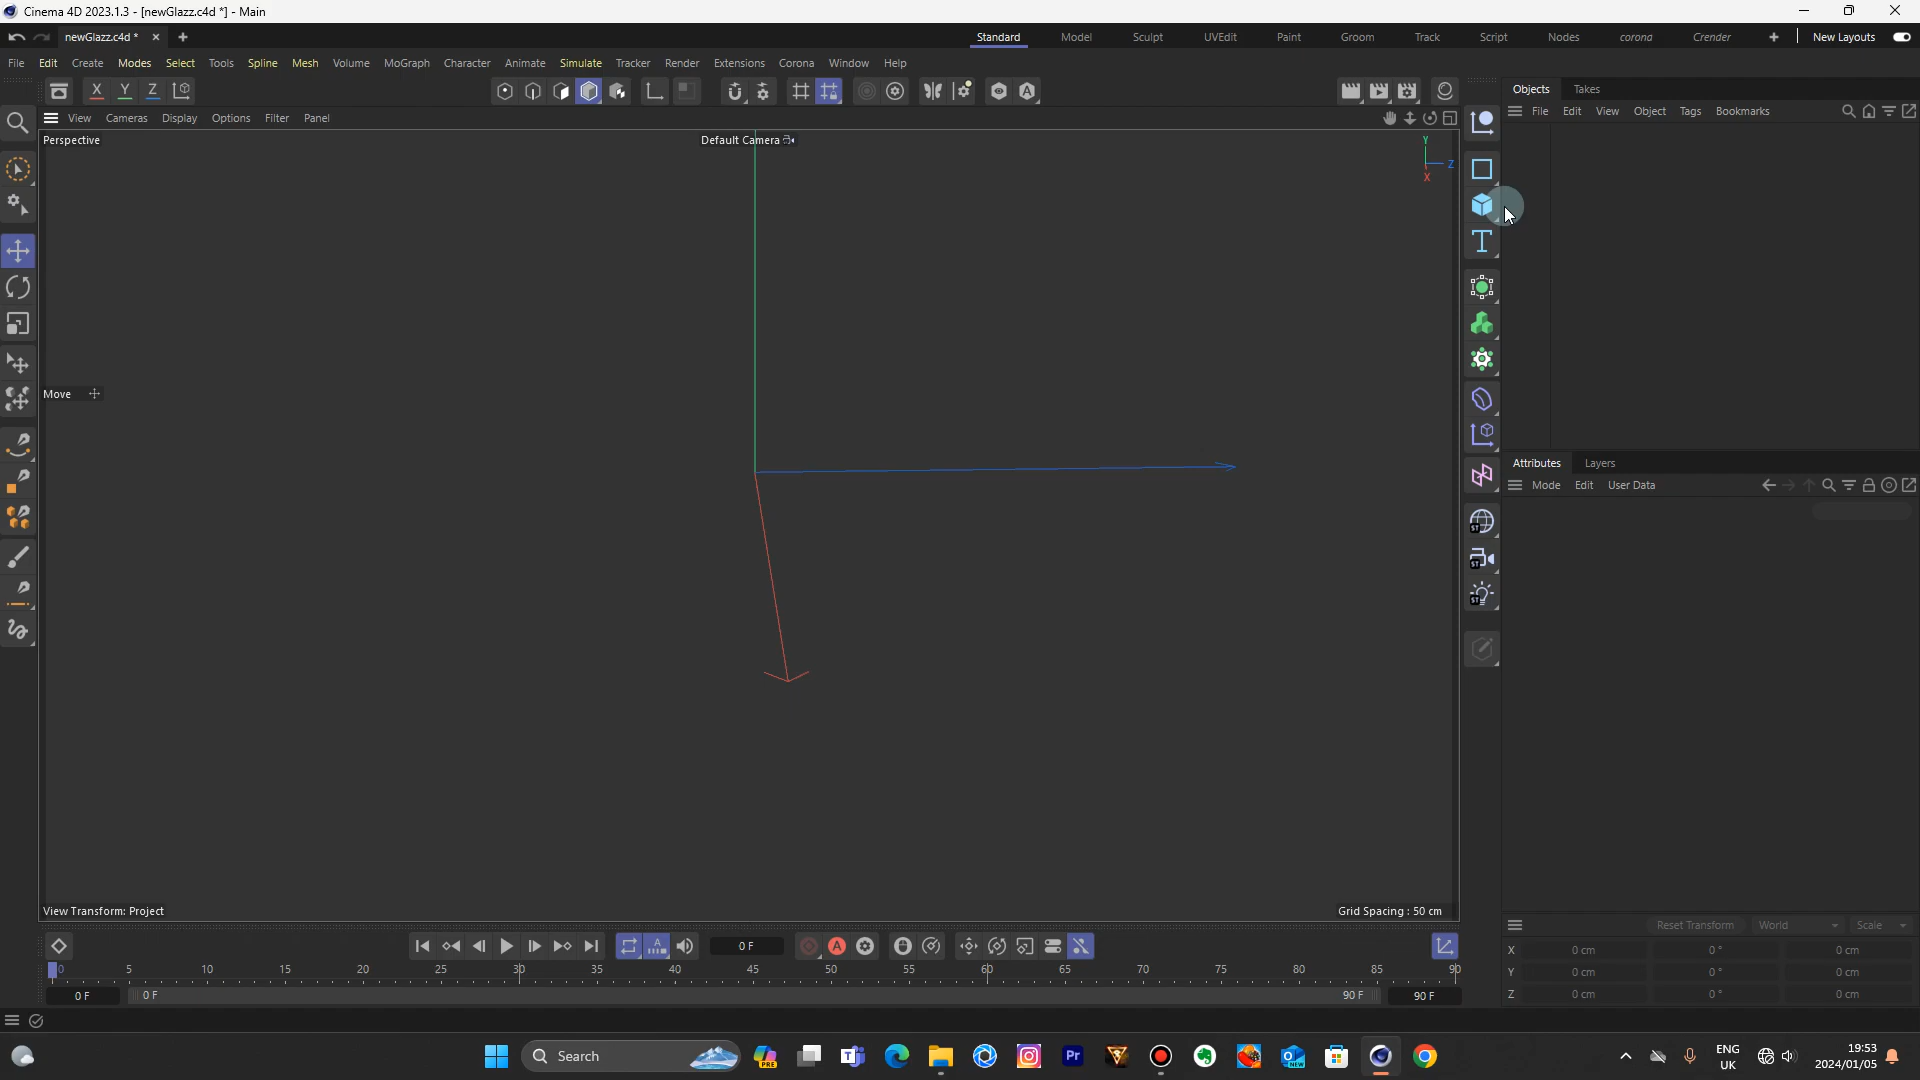 Cinema 4D 2023.1.3 - [newGlazz.c4d *] - Main
newGlazz.c4d *
Standard Model Sculpt UVEdit Paint Groom Track Script Nodes corona Crender New Layouts
File Edit Create Modes Select Tools Spline Mesh Volume MoGraph Character Animate Simulate Tracker Render Extensions Corona Window Help
X Y Z
Objects Takes
File Edit View Object Tags Bookmarks
View Cameras Display Options Filter Panel
Perspective
Default Camera
Y
Z
X
Move
Attributes Layers
Mode Edit User Data
ST
ST
ST
View Transform: Project
Grid Spacing : 50 cm
0 F
0 5 10 15 20 25 30 35 40 45 50 55 60 65 70 75 80 85 90
0 F 0 F 90 F 90 F
Reset Transform World Scale
X 0 cm 0 ° 0 cm
Y 0 cm 0 ° 0 cm
Z 0 cm 0 ° 0 cm
Search
PRE
Pr
NEW
ENG
UK
19:53
2024/01/05